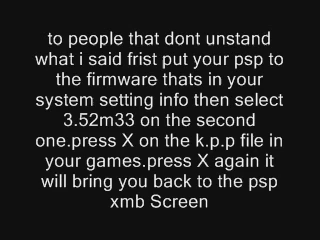 to people that dont unstand
what i said frist put your psp to
the firmware thats in your
system setting info then select
3.52m33 on the second
one.press X on the k.p.p file in
your games.press X again it
will bring you back to the psp
xmb Screen